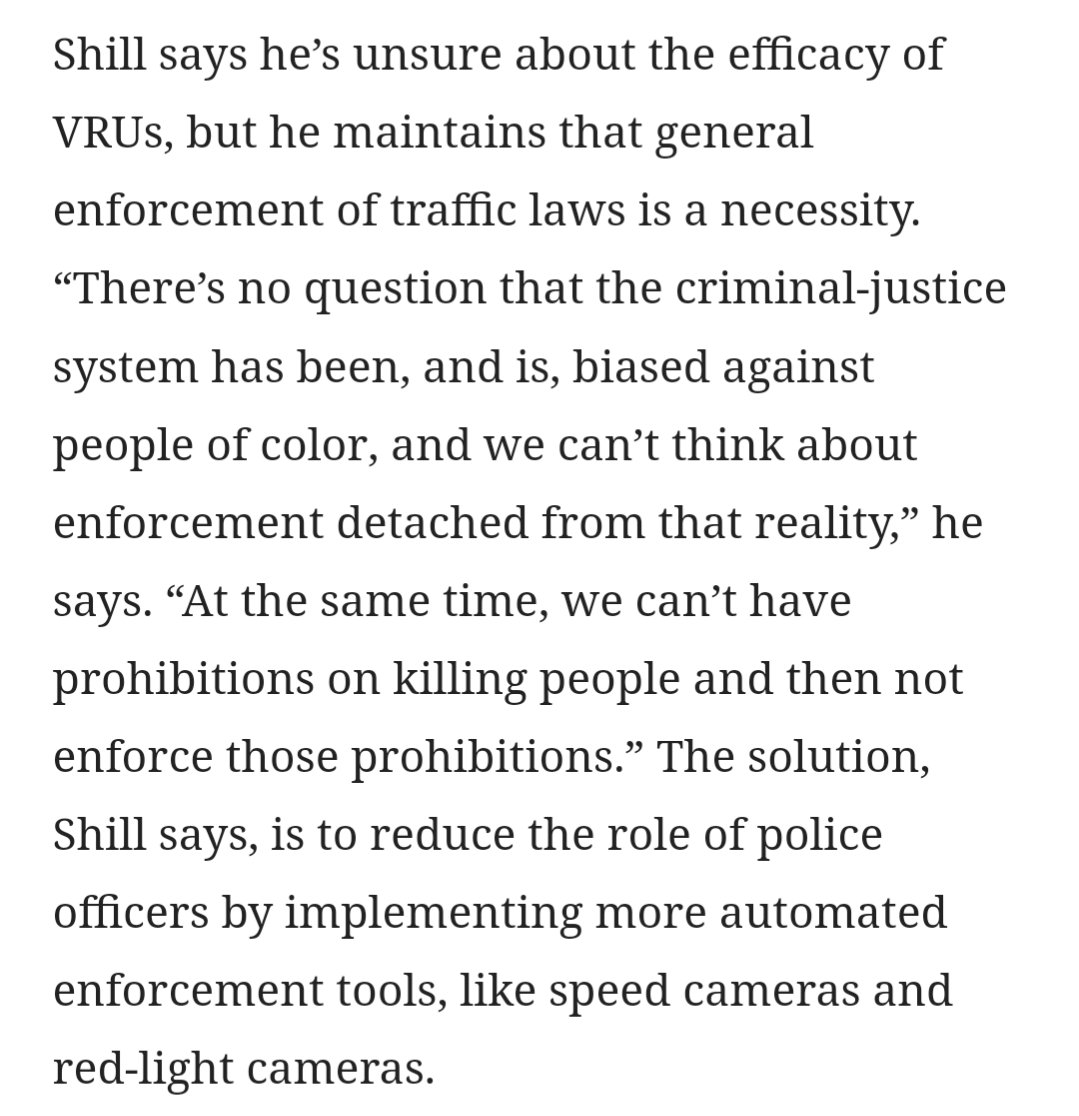 Shill says he’s unsure about the efficacy of
VRUs, but he maintains that general
enforcement of traffic laws is a necessity.
“There’s no question that the criminal-justice
system has been, and is, biased against
people of color, and we can’t think about
enforcement detached from that reality,” he
says. “At the same time, we can’t have
prohibitions on killing people and then not
enforce those prohibitions.” The solution,
Shill says, is to reduce the role of police
officers by implementing more automated
enforcement tools, like speed cameras and
red-light cameras.